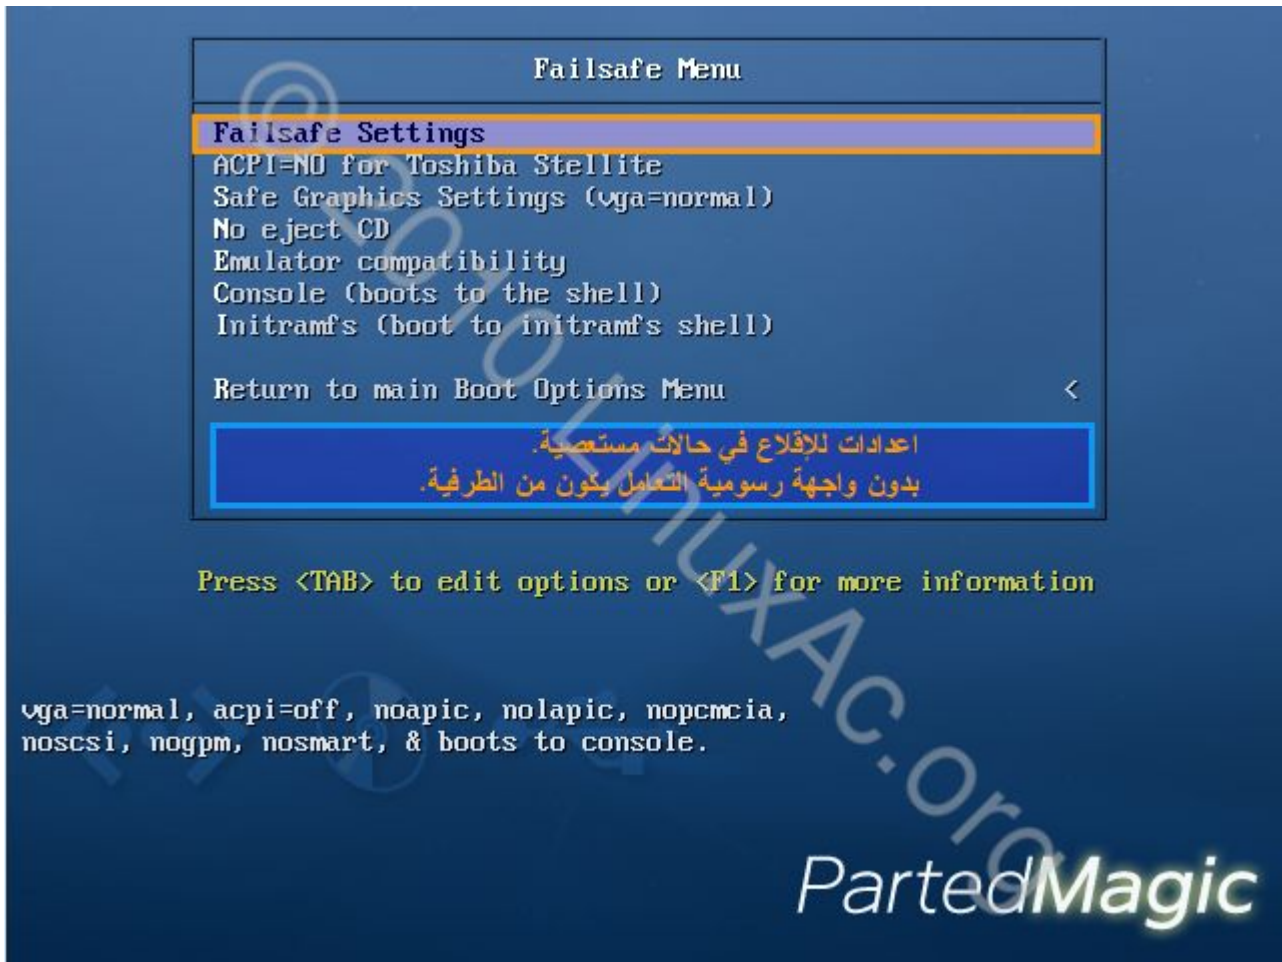 Failsafe Menu
Failsafe Settings
ACPI=NO for Toshiba Stellite
Safe Graphics Settings (vga=normal)
No eject CD
Emulator compatibility
Console (boots to the shell)
Initramfs (boot to initramfs shell)
Return to main Boot Options Menu <
اعدادات للإقلاع في حالات مستعصية.
بدون واجهة رسومية التعامل يكون من الطرفية.
Press <TAB> to edit options or <F1> for more information
vga=normal, acpi=off, noapic, nolapic, nopcmcia,
noscsi, nogpm, nosmart, & boots to console.
PartedMagic
© 2010 LinuxAc.org